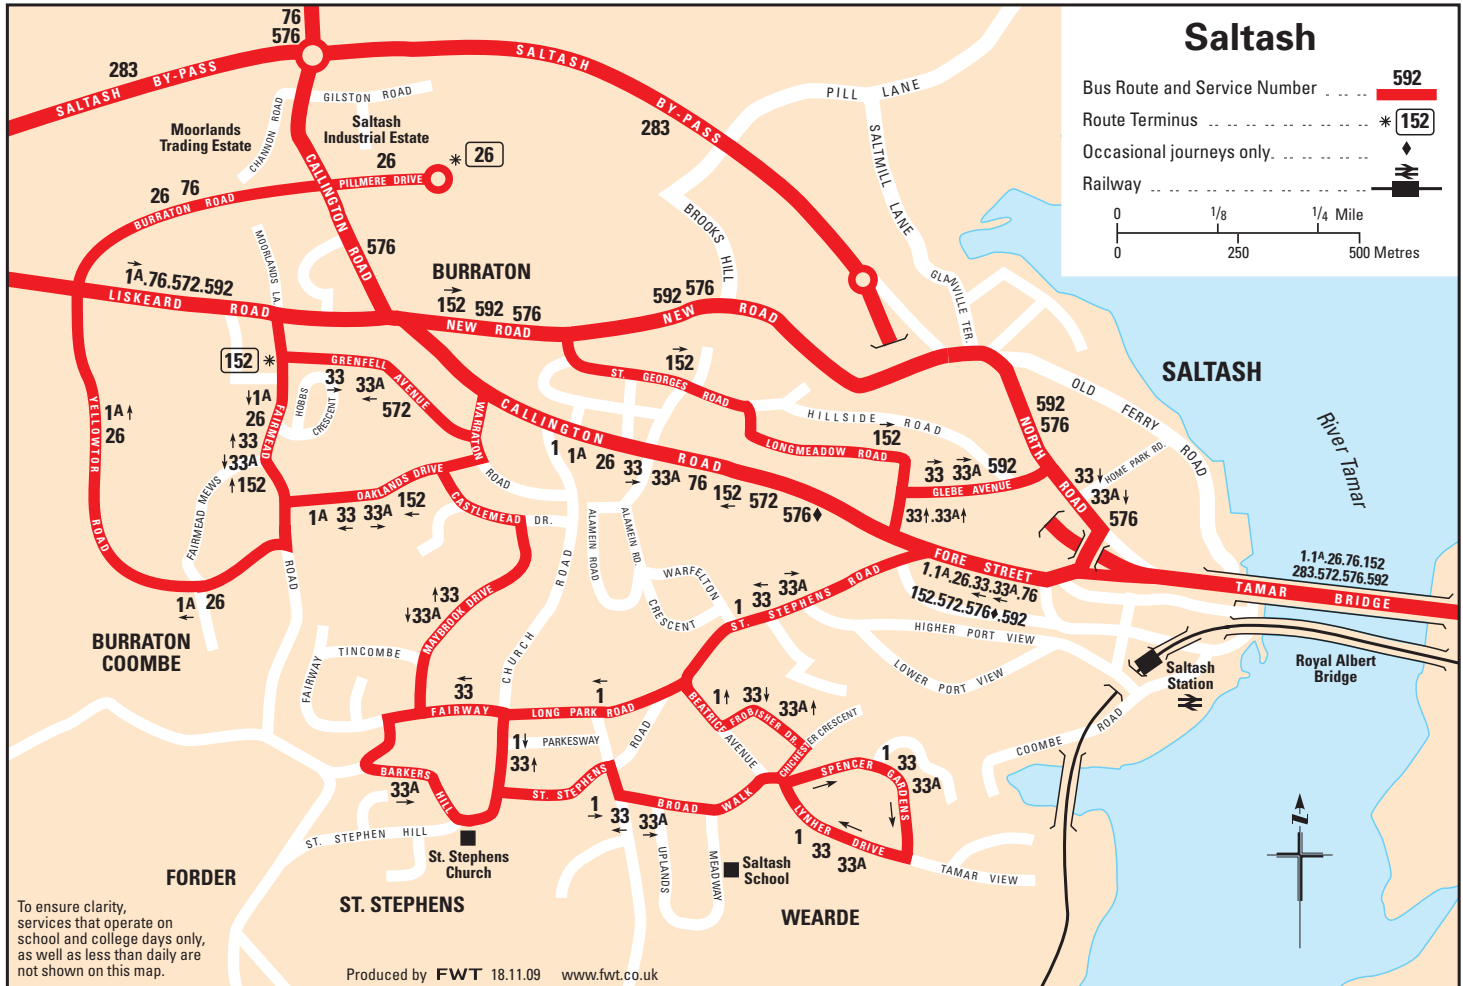 Saltash
Bus Route and Service Number 592
Route Terminus * 152
Occasional journeys only ♦
Railway
0 1/8 1/4 Mile
0 250 500 Metres
76
576
283
SALTASH BY-PASS
SALTASH BY-PASS
283
GILSTON ROAD
CHANNON ROAD
Moorlands
Trading Estate
Saltash
Industrial Estate
26
* 26
PILLMERE DRIVE
26 76
BURRATON ROAD
CALLINGTON ROAD
576
PILL LANE
SALTMILL LANE
BROOKS HILL
GLANVILLE TER.
MOORLANDS LA.
→
1A.76.572.592
LISKEARD ROAD
BURRATON
→
152 592 576
NEW ROAD
592 576
NEW ROAD
152 *
GRENFELL AVENUE
33 →
33A ←
572
HOBBS CRESCENT
→
152
ST. GEORGES ROAD
HILLSIDE ROAD
→
152
LONGMEADOW ROAD
SALTASH
OLD FERRY ROAD
River Tamar
592
576
NORTH ROAD
HOME PARK RD.
33↓
33A↓
576
YELLOWTOR ROAD
1A↑
26
↓1A
26
↑33
↓33A
↑152
FAIRMEAD ROAD
FAIRMEAD MEWS
WARRATON ROAD
CALLINGTON ROAD
1 1A 26 33 → 33A 76 152 ← 572 576♦
→ →
33 33A 592
GLEBE AVENUE
33↑.33A↑
OAKLANDS DRIVE
1A 33 ← 33A → 152 ←
CASTLEMEAD DR.
ALAMEIN ROAD
ALAMEIN RD.
WARFELTON CRESCENT
FORE STREET
1.1A.26.33.33A.76
← ←
152.572.576♦.592
1.1A.26.76.152
283.572.576.592
TAMAR BRIDGE
1A ← 26
BURRATON
COOMBE
↑33
↓33A
MAYBROOK DRIVE
CHURCH ROAD
1 ← 33 → 33A
ST. STEPHENS ROAD
HIGHER PORT VIEW
LOWER PORT VIEW
Saltash
Station
Royal Albert
Bridge
TINCOMBE
FAIRWAY
←
33
FAIRWAY
←
1
LONG PARK ROAD
BEATRICE AVENUE
1↑ 33↓ 33A↑
FROBISHER DR.
CHICHESTER CRESCENT
COOMBE ROAD
1↓
33↑
PARKESWAY
ROAD
BARKERS HILL
33A
→
ST. STEPHENS
1 → 33 ← 33A →
BROAD WALK
SPENCER GARDENS
1 33 33A
LYNHER DRIVE
1 33 33A
TAMAR VIEW
ST. STEPHEN HILL
St. Stephens
Church
UPLANDS
MEADWAY
Saltash
School
FORDER
ST. STEPHENS
WEARDE
N
To ensure clarity,
services that operate on
school and college days only,
as well as less than daily are
not shown on this map.
Produced by FWT 18.11.09 www.fwt.co.uk